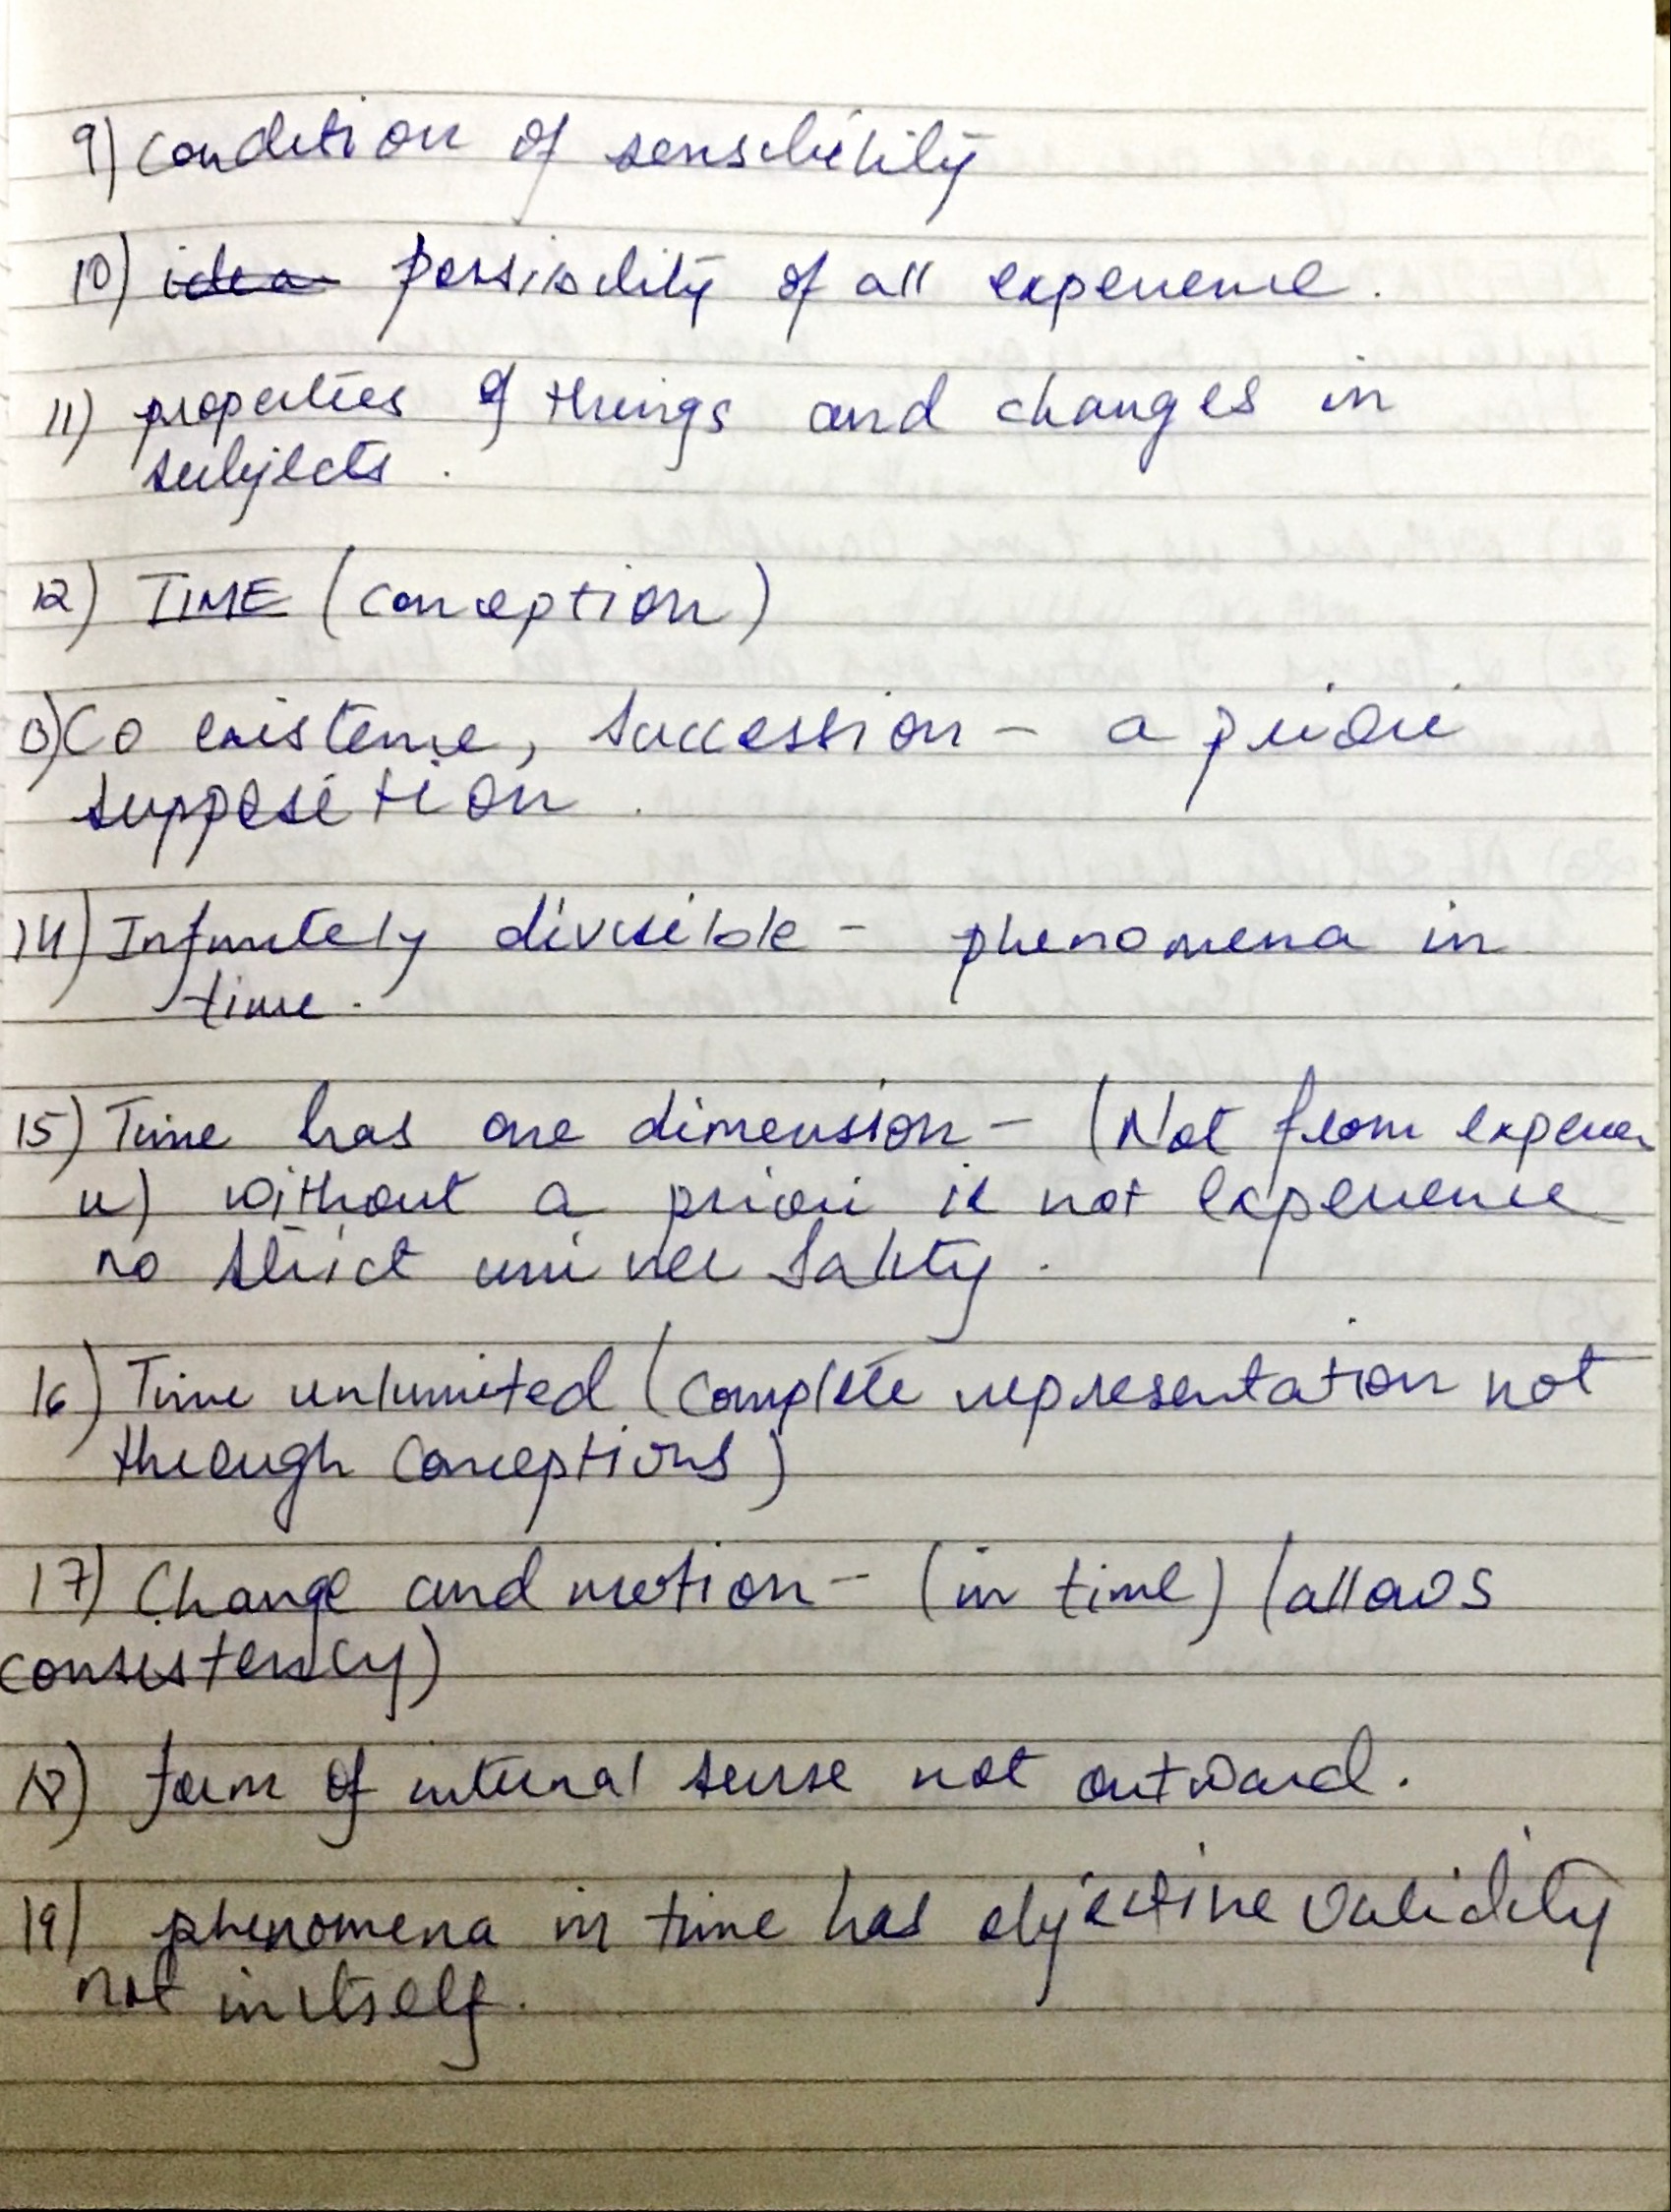 9) condition of sensibility
10) idea possibility of all experience.
11) properties of things and changes in
subjects.
12) TIME (conception)
13) Co existence, succession - a priori
supposition.
14) Infinitely divisible - phenomena in
time.
15) Time has one dimension - (Not from experien
ce) without a priori is not experience
no strict universality.
16) Time unlimited (complete representation not
through conceptions)
17) Change and motion - (in time) (allows
consistency)
18) form of internal sense not outward.
19) phenomena in time has objective validity
not in itself.